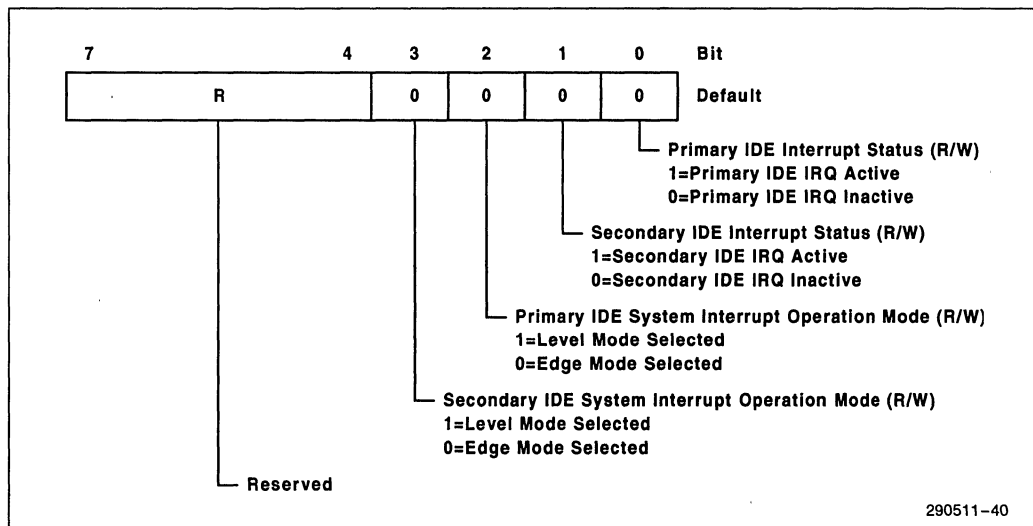 7 4 3 2 1 0 Bit
R 0 0 0 0 Default
Primary IDE Interrupt Status (R/W)
1=Primary IDE IRQ Active
0=Primary IDE IRQ Inactive
Secondary IDE Interrupt Status (R/W)
1=Secondary IDE IRQ Active
0=Secondary IDE IRQ Inactive
Primary IDE System Interrupt Operation Mode (R/W)
1=Level Mode Selected
0=Edge Mode Selected
Secondary IDE System Interrupt Operation Mode (R/W)
1=Level Mode Selected
0=Edge Mode Selected
Reserved
290511–40